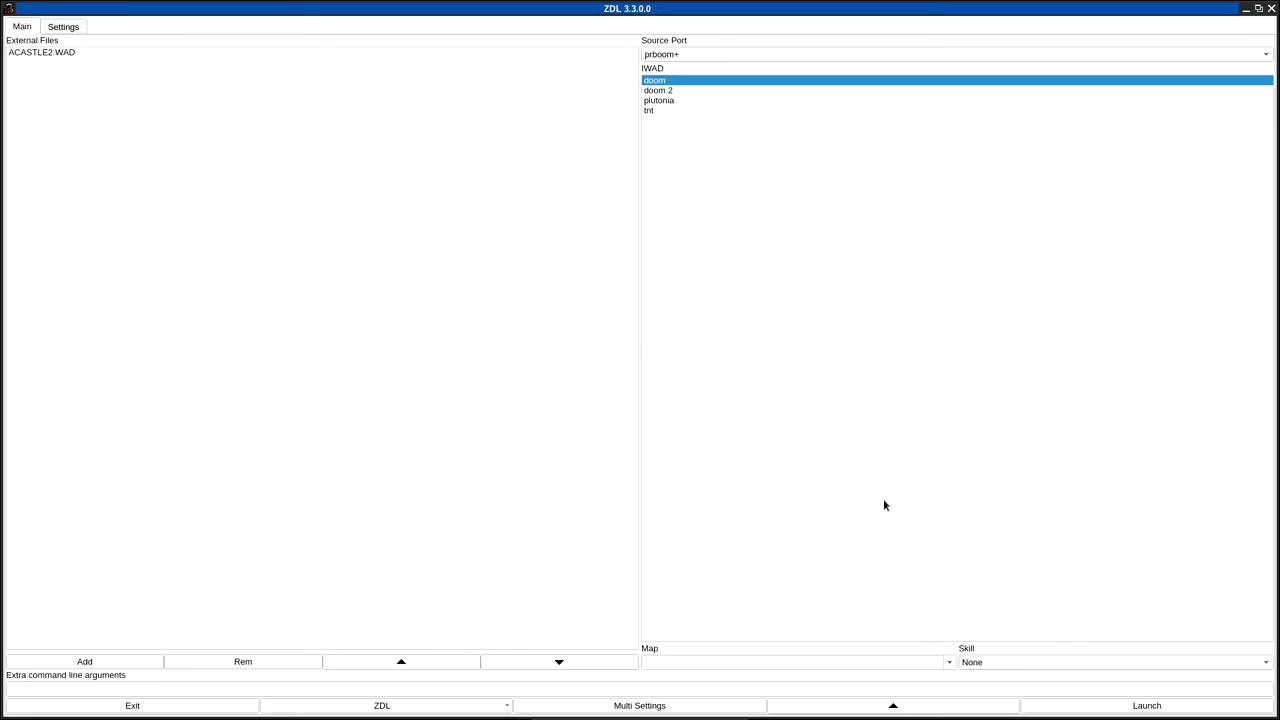 ZDL 3.3.0.0
Main
Settings
External Files
ACASTLE2.WAD
Source Port
prboom+
IWAD
doom
doom 2
plutonia
tnt
Map
Skill
None
Add
Rem
Extra command line arguments
Exit
ZDL
Multi Settings
Launch